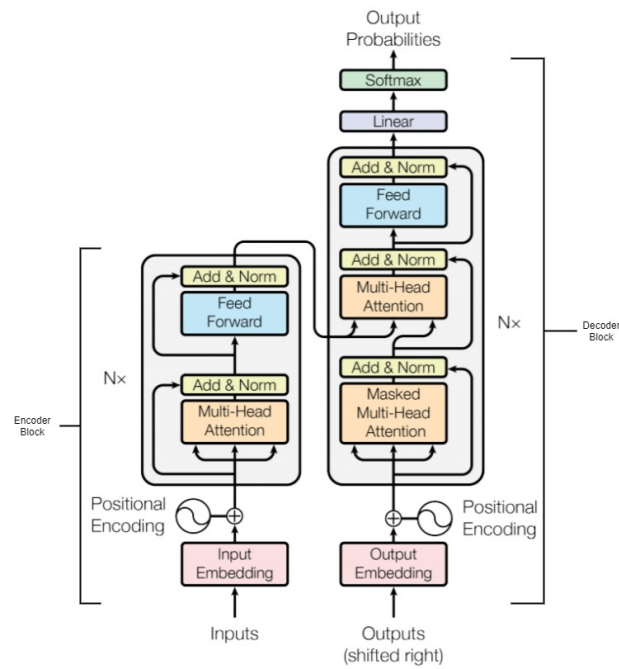 Output
Probabilities
Softmax
Linear
Add & Norm
Feed
Forward
Add & Norm
Multi-Head
Attention
Add & Norm
Masked
Multi-Head
Attention
Nx
Decoder
Block
Add & Norm
Feed
Forward
Add & Norm
Multi-Head
Attention
Nx
Encoder
Block
Positional
Encoding
Positional
Encoding
Input
Embedding
Output
Embedding
Inputs
Outputs
(shifted right)